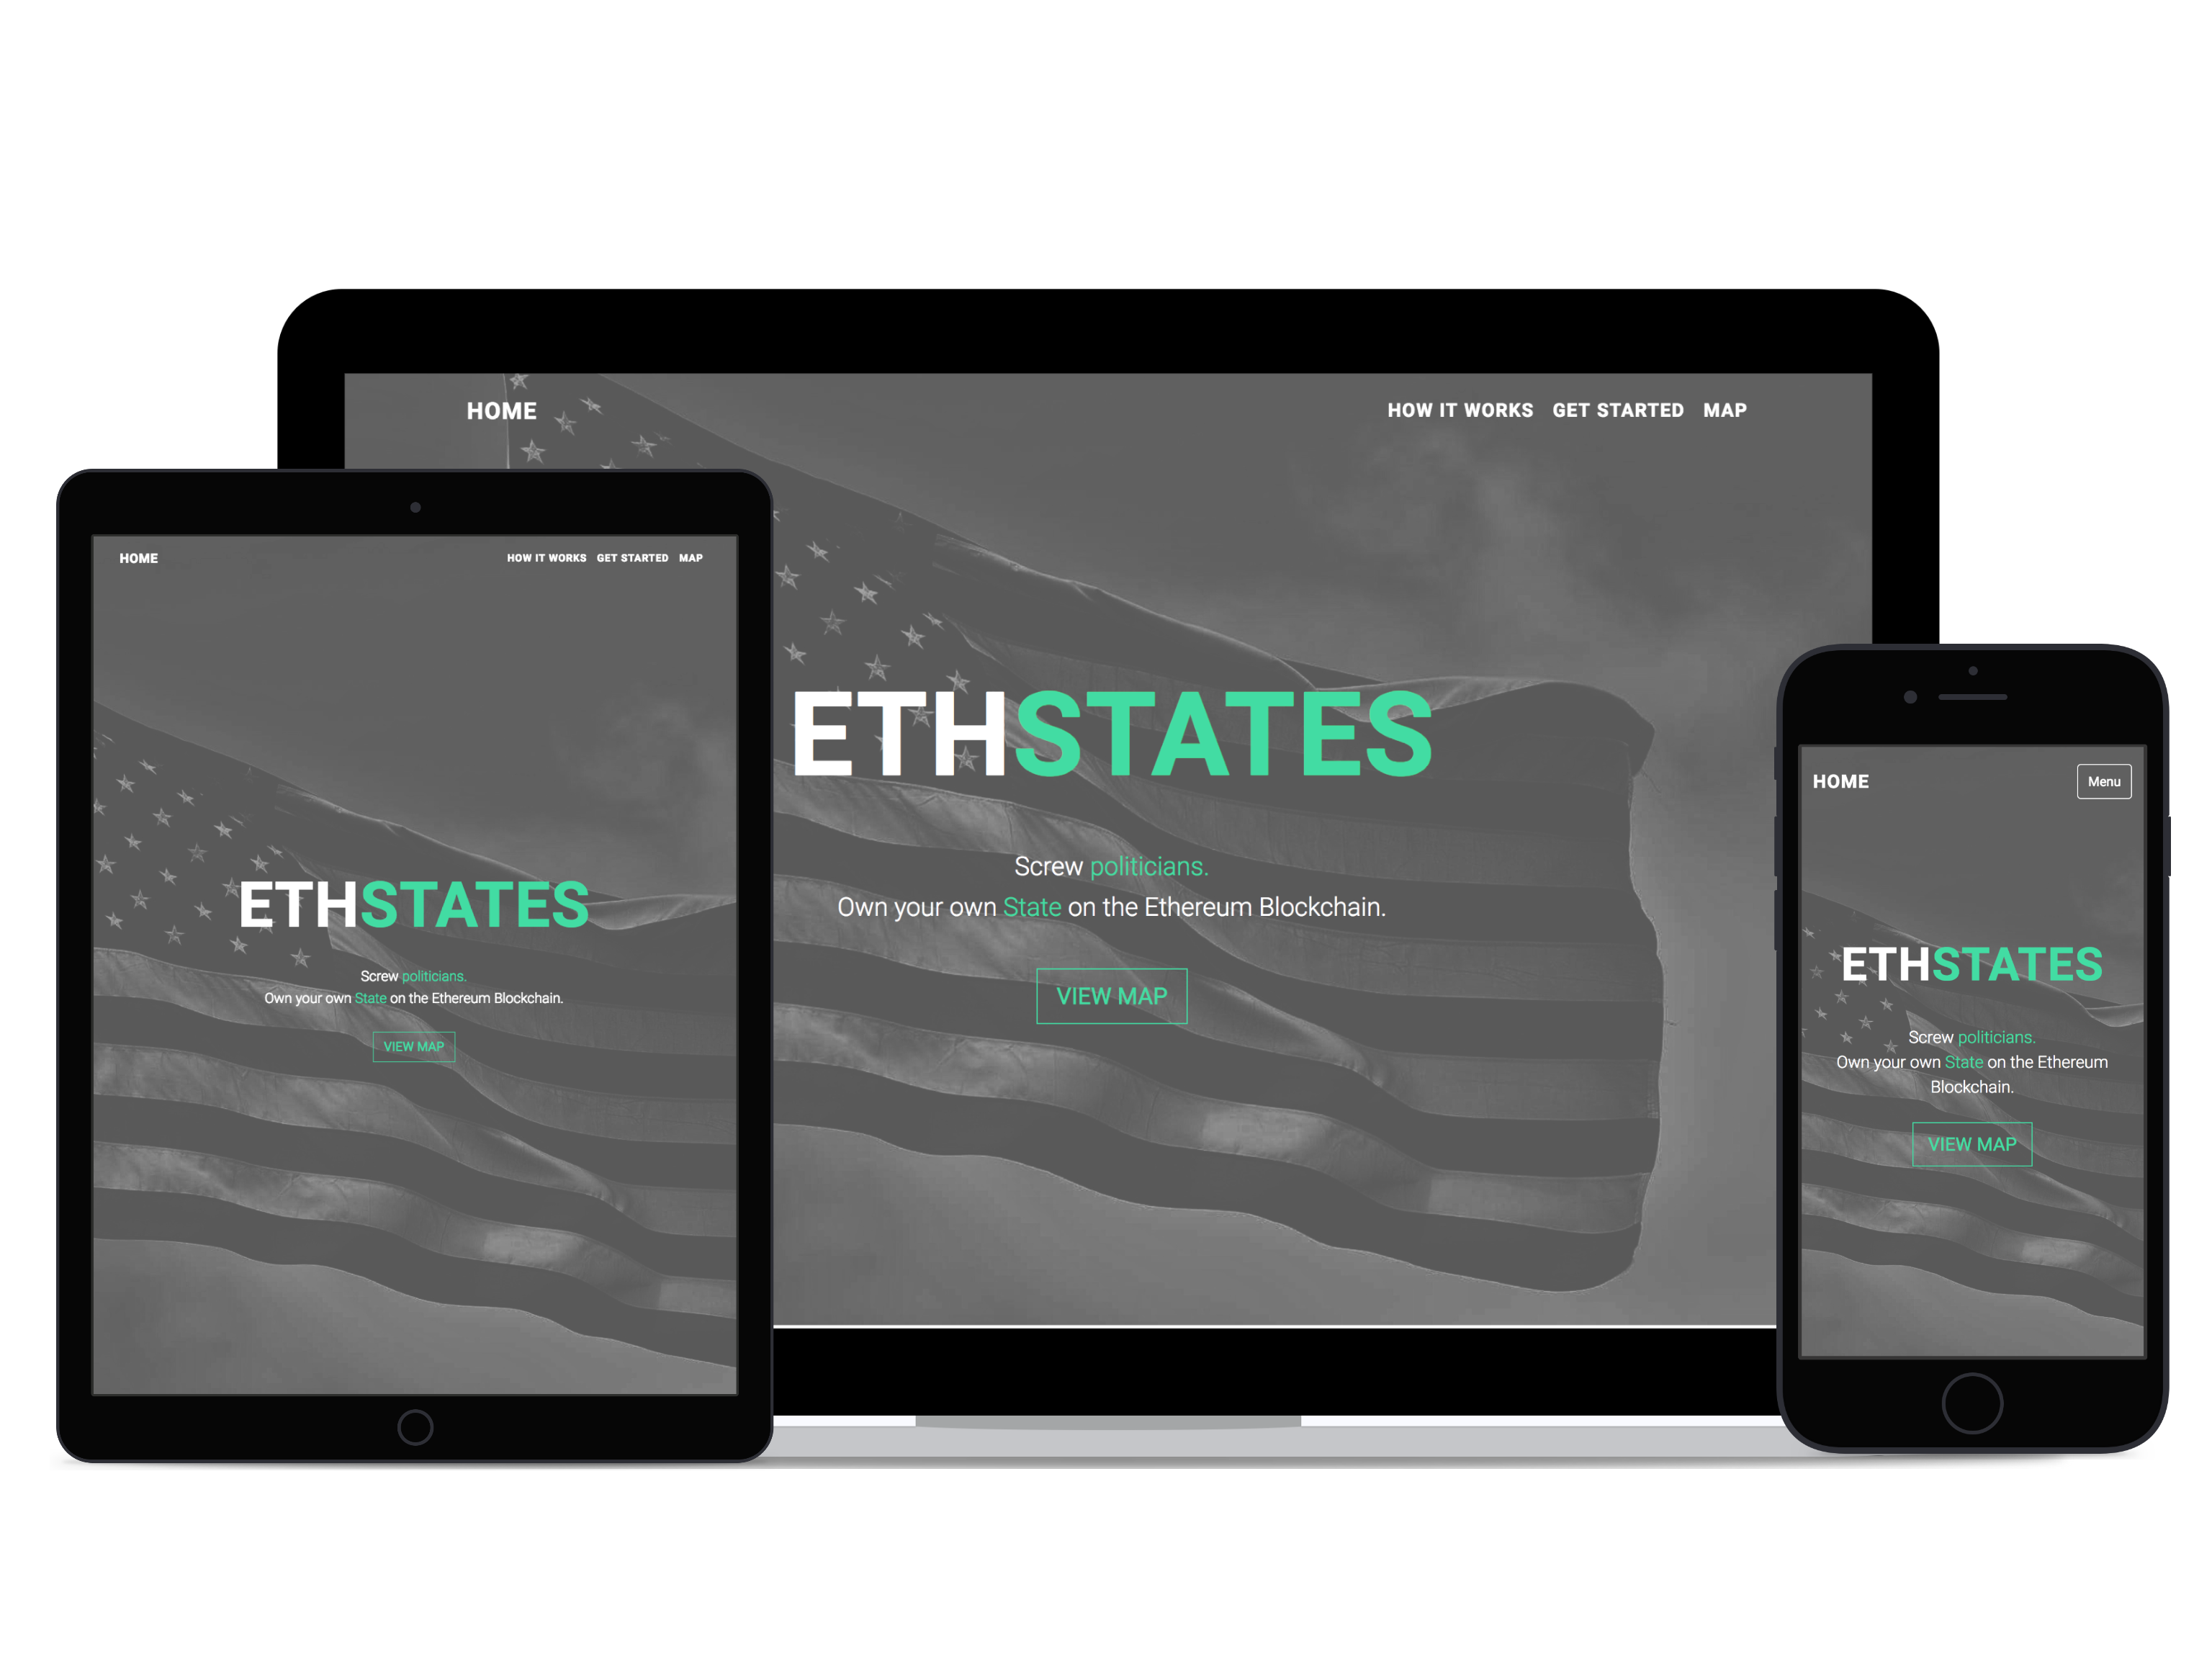 HOME
HOW IT WORKS GET STARTED MAP
ETHSTATES
Screw politicians.
Own your own State on the Ethereum Blockchain.
VIEW MAP
HOME
HOW IT WORKS GET STARTED MAP
ETHSTATES
Screw politicians.
Own your own State on the Ethereum Blockchain.
VIEW MAP
HOME
Menu
ETHSTATES
Screw politicians.
Own your own State on the Ethereum
Blockchain.
VIEW MAP